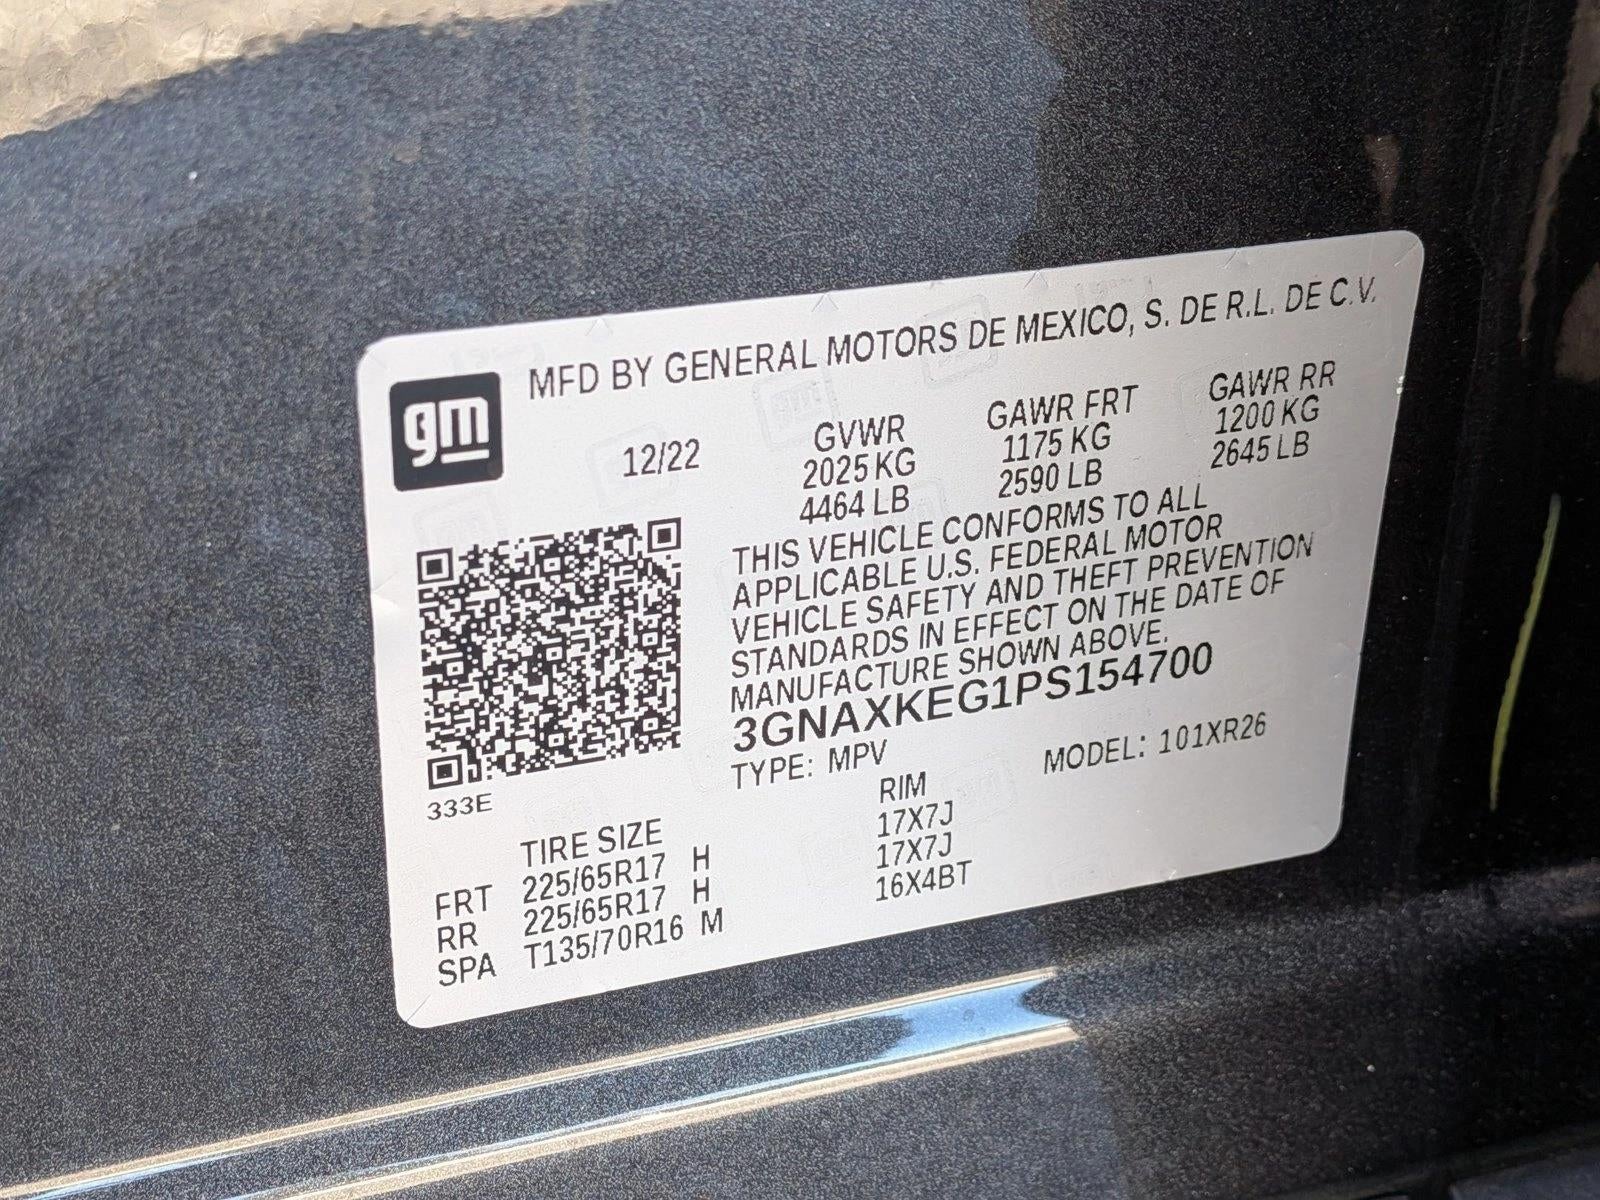 MFD BY GENERAL MOTORS DE MEXICO, S. DE R.L. DE C.V.
gm
12/22
GVWR GAWR FRT GAWR RR
2025 KG 1175 KG 1200 KG
4464 LB 2590 LB 2645 LB
THIS VEHICLE CONFORMS TO ALL
APPLICABLE U.S. FEDERAL MOTOR
VEHICLE SAFETY AND THEFT PREVENTION
STANDARDS IN EFFECT ON THE DATE OF
MANUFACTURE SHOWN ABOVE.
3GNAXKEG1PS154700
TYPE: MPV MODEL: 101XR26
333E
TIRE SIZE RIM
FRT 225/65R17 H 17X7J
RR 225/65R17 H 17X7J
SPA T135/70R16 M 16X4BT